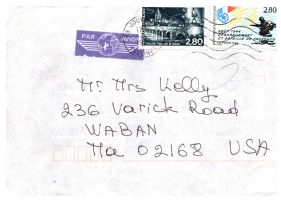 PAR AVION
2,80
2,80
Mr. Mrs Kelly
236 Varick Road
WABAN
Ma 02168 USA